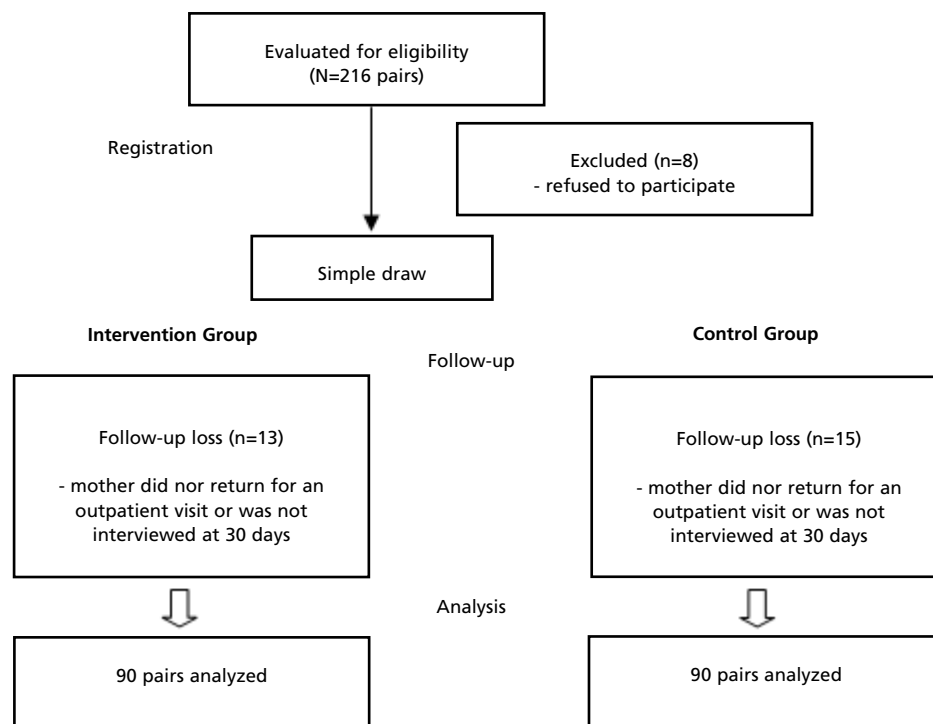 Evaluated for eligibility
(N=216 pairs)
Registration
Excluded (n=8)
- refused to participate
Simple draw
Intervention Group
Control Group
Follow-up
Follow-up loss (n=13)
- mother did nor return for an
outpatient visit or was not
interviewed at 30 days
Follow-up loss (n=15)
- mother did nor return for an
outpatient visit or was not
interviewed at 30 days
Analysis
90 pairs analyzed
90 pairs analyzed